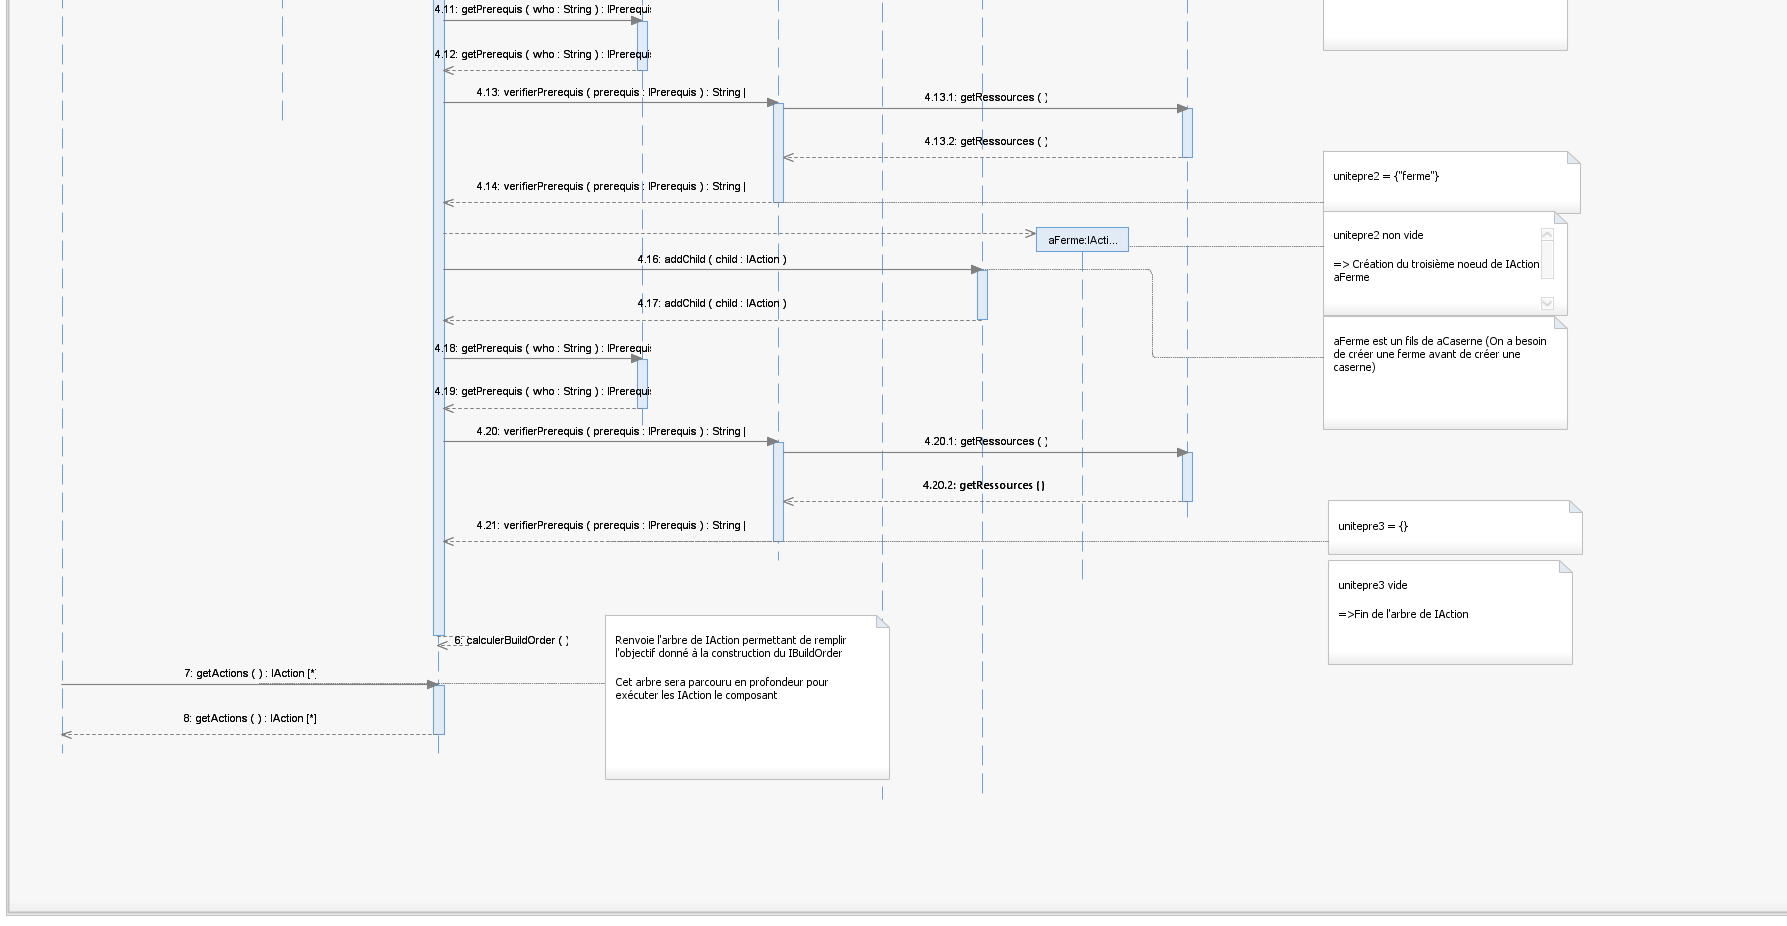 4.11: getPrerequis ( who : String ) : IPrerequis
4.12: getPrerequis ( who : String ) : IPrerequis
4.13: verifierPrerequis ( prerequis : IPrerequis ) : String [
4.13.1: getRessources ( )
4.13.2: getRessources ( )
4.14: verifierPrerequis ( prerequis : IPrerequis ) : String [
unitepre2 = {"ferme"}
aFerme:IActi...
unitepre2 non vide
=> Création du troisième noeud de IAction
aFerme
4.16: addChild ( child : IAction )
4.17: addChild ( child : IAction )
aFerme est un fils de aCaserne (On a besoin
de créer une ferme avant de créer une
caserne)
4.18: getPrerequis ( who : String ) : IPrerequis
4.19: getPrerequis ( who : String ) : IPrerequis
4.20: verifierPrerequis ( prerequis : IPrerequis ) : String [
4.20.1: getRessources ( )
4.20.2: getRessources ( )
4.21: verifierPrerequis ( prerequis : IPrerequis ) : String [
unitepre3 = {}
unitepre3 vide
=>Fin de l'arbre de IAction
6: calculerBuildOrder ( )
Renvoie l'arbre de IAction permettant de remplir
l'objectif donné à la construction du IBuildOrder
Cet arbre sera parcouru en profondeur pour
exécuter les IAction le composant
7: getActions ( ) : IAction [*]
8: getActions ( ) : IAction [*]